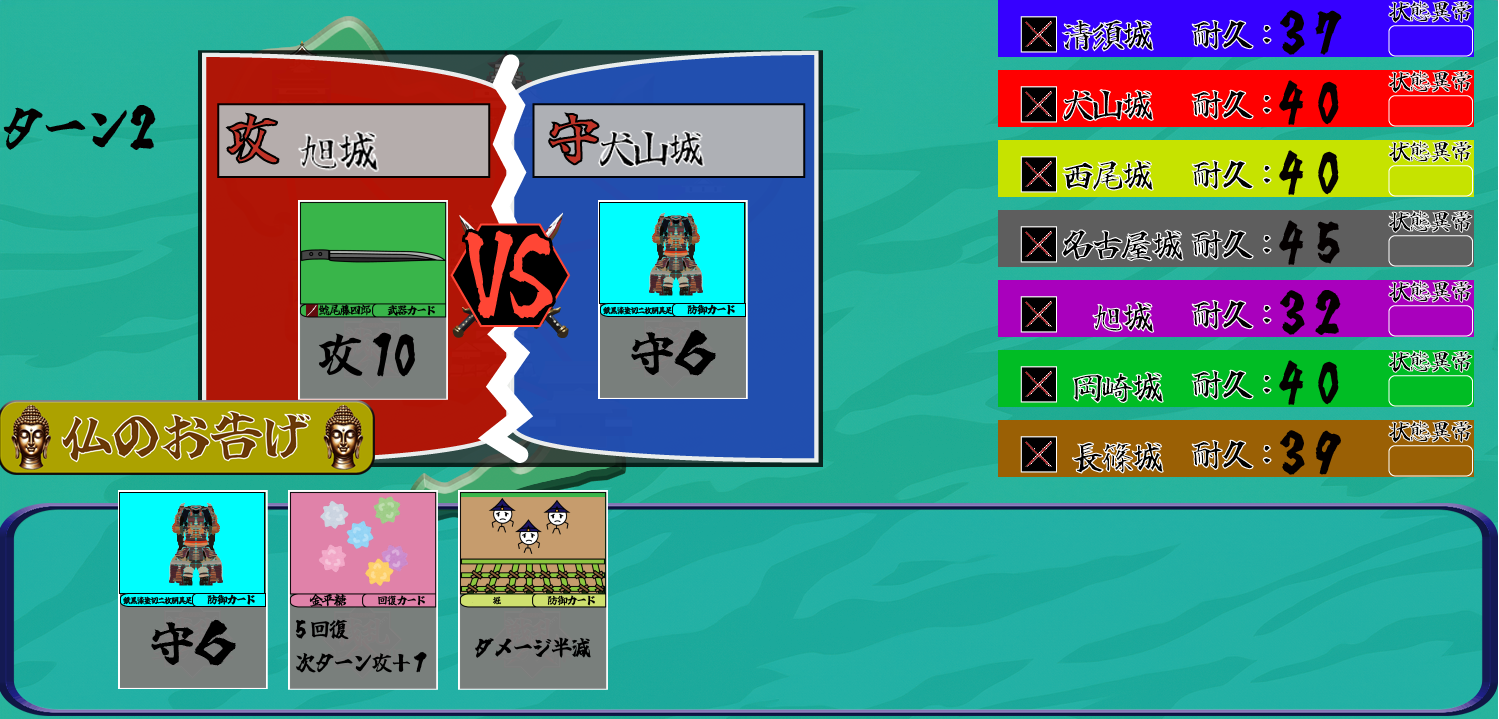 ターン2
攻 旭城
守 犬山城
VS
鮫尾藤四郎 武器カード
攻10
防御カード
守6
仏のお告げ
清須城 耐久:37 状態異常
犬山城 耐久:40 状態異常
西尾城 耐久:40 状態異常
名古屋城 耐久:45 状態異常
旭城 耐久:32 状態異常
岡崎城 耐久:40 状態異常
長篠城 耐久:39 状態異常
防御カード
守6
金平糖 回復カード
5回復
次ターン攻+1
堀 防御カード
ダメージ半減